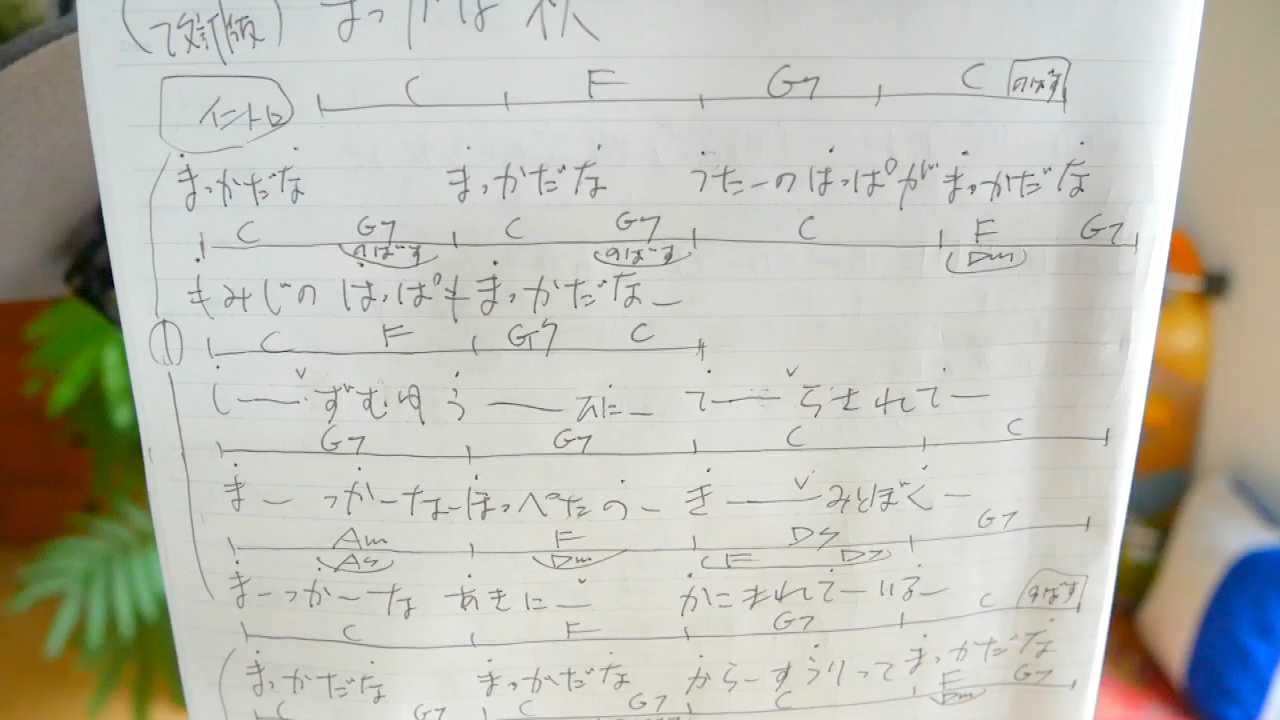 (改訂版) まっかな秋
イントロ C F G7 C のばす
まっかだな まっかだな つたーのはっぱがまっかだな
C G7 C G7 C F G7
のばす のばす Dm
もみじのはっぱもまっかだなー
① C F G7 C
し――ずむゆう――ひにー て――らされてー
G7 G7 C C
まー っかーなーほっぺたのー き――みとぼくー
Am F D7 G7
A7 Dm F D7
まーっかーな あきにー かこまれてーいるー
C F G7 C のばす
まっかだな まっかだな からーすうりってまっかだな
C G7 C G7 C F G7
Dm